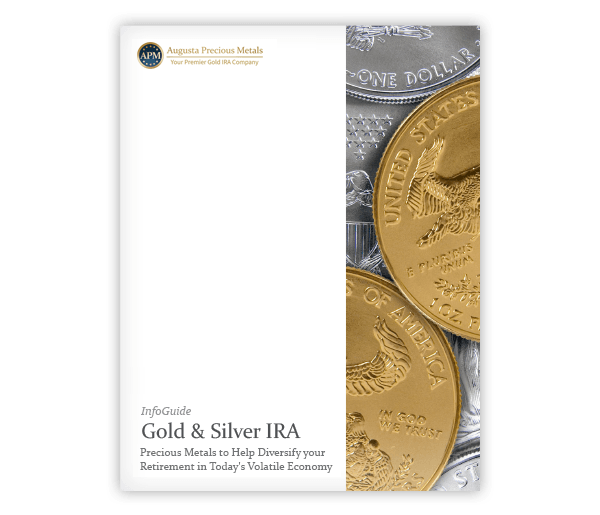 APM
Augusta Precious Metals
Your Premier Gold IRA Company
ONE DOLLAR
UNITED STATES
E PLURIBUS
UNUM
1 OZ. F
OF AMERICA
IN GOD
WE TRUST
InfoGuide
Gold & Silver IRA
Precious Metals to Help Diversify your
Retirement in Today's Volatile Economy
ST